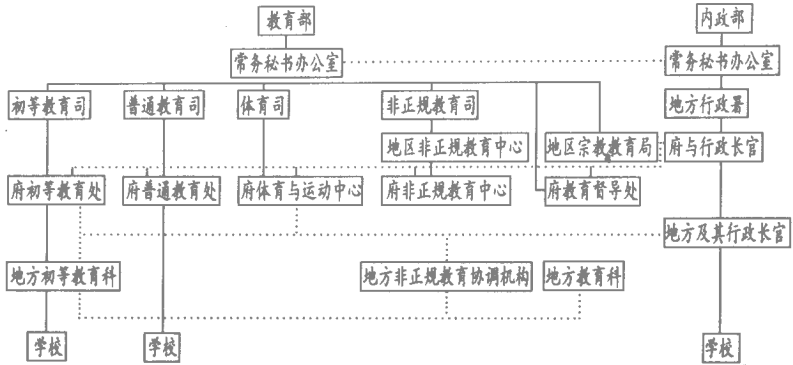 教育部
内政部
常务秘书办公室
常务秘书办公室
初等教育司
普通教育司
体育司
非正规教育司
地方行政署
地区非正规教育中心
地区宗教教育局
府与行政长官
府初等教育处
府普通教育处
府体育与运动中心
府非正规教育中心
府教育督导处
地方及其行政长官
地方初等教育科
地方非正规教育协调机构
地方教育科
学校
学校
学校